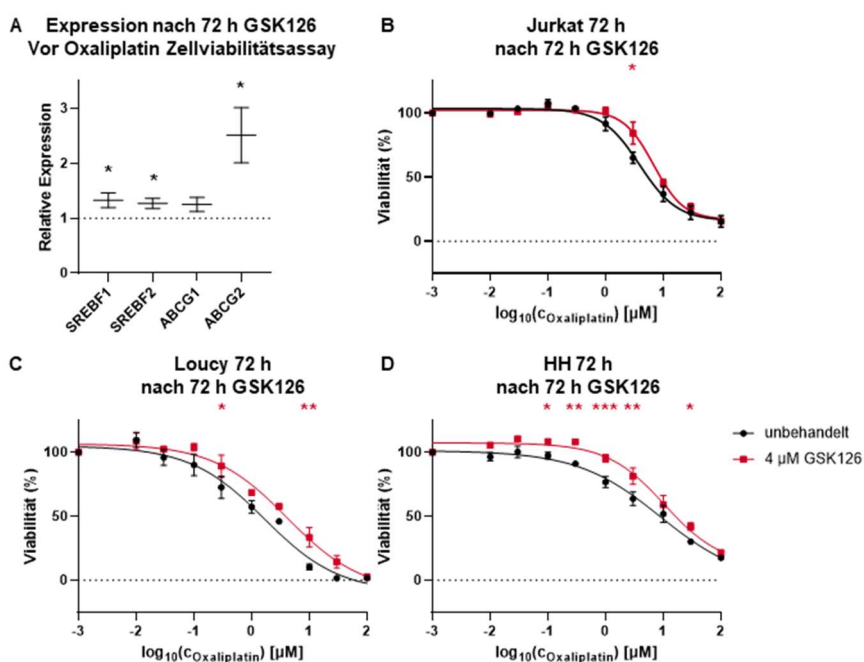 A Expression nach 72 h GSK126
Vor Oxaliplatin Zellviabilitätsassay
Relative Expression
3
2
1
0
*
*
*
SREBF1
SREBF2
ABCG1
ABCG2
B Jurkat 72 h
nach 72 h GSK126
*
Viabilität (%)
100
50
0
-3 -2 -1 0 1 2
log10(cOxaliplatin) [µM]
C Loucy 72 h
nach 72 h GSK126
* **
Viabilität (%)
100
50
0
-3 -2 -1 0 1 2
log10(cOxaliplatin) [µM]
D HH 72 h
nach 72 h GSK126
* ** *** ** *
Viabilität (%)
100
50
0
-3 -2 -1 0 1 2
log10(cOxaliplatin) [µM]
unbehandelt
4 µM GSK126